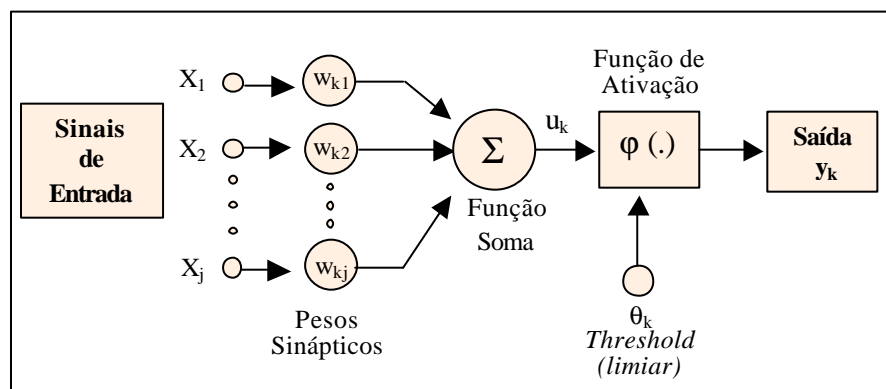 Sinais
de
Entrada
X1
X2
Xj
wk1
wk2
wkj
Pesos
Sinápticos
Σ
Função
Soma
uk
Função de
Ativação
φ (.)
θk
Threshold
(limiar)
Saída
yk